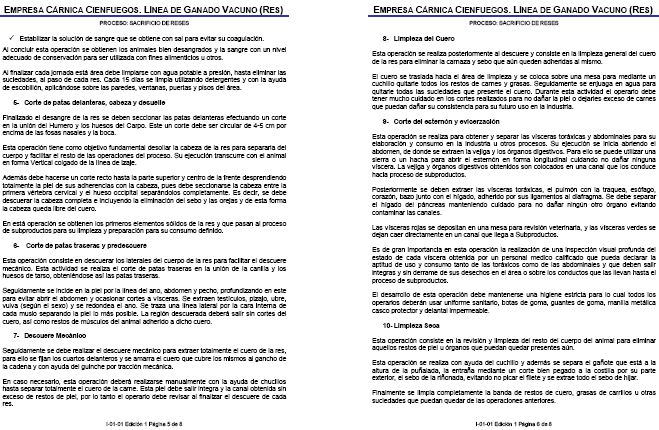 EMPRESA CÁRNICA CIENFUEGOS. LÍNEA DE GANADO VACUNO (RES)
PROCESO: SACRIFICIO DE RESES
✓ Establizar la solución de sangre que se obtiene con sal para evitar su coagulación.
Al concluir esta operación se obtienen los animales bien desangrados y la sangre con un nivel
adecuado de conservación para ser utilizada con fines alimenticios u otros.
Al finalizar cada jornada está área debe limpiarse con agua potable a presión, hasta eliminar las
suciedades, al paso de cada res. Cada 15 días se limpia utilizando detergentes y con la ayuda
de escobillón, aplicándose sobre las paredes, ventanas, puertas y pisos del área.
5- Corte de patas delanteras, cabeza y desuelle
Finalizado el desangre de la res se deben seccionar las patas delanteras efectuando un corte
en la unión del Humero y los huesos del Carpo. Este un corte debe ser circular de 4-5 cm por
encima de las fosas nasales y la boca.
Esta operación tiene como objetivo fundamental desollar la cabeza de la res para separarla del
cuerpo y facilitar el resto de las operaciones del proceso. Su ejecución transcurre con el animal
en forma Vertical colgado de la línea de izaje.
Además debe hacerse un corte recto hasta la parte superior y centro de la frente desprendiendo
totalmente la piel de sus adherencias con la cabeza, pues debe seccionarse la cabeza entre la
primera vértebra cervical y el hueso occipital separándolos completamente. Es decir, se debe
descuerar la cabeza completa e incluyendo la eliminación del sebo y las orejas y de esta forma
la cabeza queda libre del cuero.
En está operación se obtienen los primeros elementos sólidos de la res y que pasan al proceso
de subproductos para su limpieza y preparación para su consumo definido.
6- Corte de patas traseras y predescuere
Esta operación consiste en descuerar los laterales del cuerpo de la res para facilitar el descuere
mecánico. Esta actividad se realiza el corte de patas traseras en la unión de la canilla y los
huesos de tarso, obteniéndose así las patas traseras.
Seguidamente se incide en la piel por la línea del ano, abdomen y pecho, profundizando en este
para evitar abrir el abdomen y ocasionar cortes a vísceras. Se extraen testículos, pizajo, ubre,
vulva (según el sexo) y se redondea el ano. Se traza una línea lateral por la cara interna de
cada muslo separando la piel lo más posible. La región descuerada deberá salir sin cortes del
cuero, así como restos de músculos del animal adherido a dicho cuero.
7- Descuere Mecánico
Seguidamente se debe realizar el descuere mecánico para extraer totalmente el cuero de la res,
para ello se fijan los cuartos delanteros y se amarra el cuero que cubre los mismos al gancho de
la cadena y con ayuda del guinche por tracción mecánica.
En caso necesario, esta operación deberá realizarse manualmente con la ayuda de chuchillos
hasta separar totalmente el cuero de la carne. Esta piel debe salir íntegra y la canal obtenida sin
exceso de restos de piel, por lo tanto el operario debe revisar al finalizar el descuere de cada
res.
I-01-01 Edición 1 Página 5 de 8
EMPRESA CÁRNICA CIENFUEGOS. LÍNEA DE GANADO VACUNO (RES)
PROCESO: SACRIFICIO DE RESES
8- Limpieza del Cuero
Esta operación se realiza posteriormente al descuere y consiste en la limpieza general del cuero
de la res para eliminar la carnaza y sebo que aún queden adheridas al mismo.
El cuero se traslada hacia el área de limpieza y se coloca sobre una mesa para mediante un
cuchillo quitarle todos los restos de carnes y grasas. Seguidamente se enjuaga en agua para
quitarle todas las suciedades que presente el cuero. Durante esta actividad el operario debe
tener mucho cuidado en los cortes realizados para no dañar la piel o dejarles exceso de carnes
que puedan dañar su consistencia para su futuro uso en la industria.
9- Corte del esternón y evicerzación
Esta operación se realiza para obtener y separar las vísceras toráxicas y abdominales para su
elaboración y consumo en la industria u otros procesos. Su ejecución se inicia abriendo el
abdomen, de donde se extraen la vejiga y los órganos digestivos. Para ello se puede utilizar una
sierra o un hacha para abrir el esternón en forma longitudinal cuidando no dañar ninguna
víscera. La vejiga y órganos digestivos obtenidos son colocados en una canal que los conduce
hacia proceso de subproductos.
Posteriormente se deben extraer las vísceras toráxicas, el pulmón con la traquea, esófago,
corazón, bazo junto con el hígado, adherido por sus ligamentos al diafragma. Se debe separar
el hígado del páncreas manteniendo cuidado para no dañar ningún otro órgano evitando
contaminar las canales.
Las vísceras rojas se depositan en una mesa para revisión veterinaria, y las vísceras verdes se
dejan caer directamente en un canal que llega a Subproductos.
Es de gran importancia en esta operación la realización de una inspección visual profunda del
estado de cada víscera obtenida por un personal medico calificado que pueda declarar la
aptitud de uso y consumo tanto de las toráxicas como de las abdominales y que deben salir
íntegras y sin derrame de sus desechos en el área o sobre los conductos que las llevan hasta el
proceso de subproductos.
El desarrollo de esta operación debe mantenerse una higiene estricta para lo cual todos los
operarios deberán usar uniforme sanitario, botas de goma, guantes de goma, manilla metálica
casco protector y delantal impermeable.
10- Limpieza Seca
Esta operación consiste en la revisión y limpieza del resto del cuerpo del animal para eliminar
aquellos restos de piel u órganos que puedan quedar presentes aún.
Esta operación se realiza con ayuda del cuchillo y además se separa el gañote que está a la
altura de la puñalada, la entraña mediante un corte bien pegado a la costilla por su parte
exterior, el sebo de la riñonada, evitando no picar el filete y se extrae todo el sebo de hijar.
Finalmente se limpia completamente la banda de restos de cuero, grasas de carrillos u otras
suciedades que puedan quedar de las operaciones anteriores.
I-01-01 Edición 1 Página 6 de 8